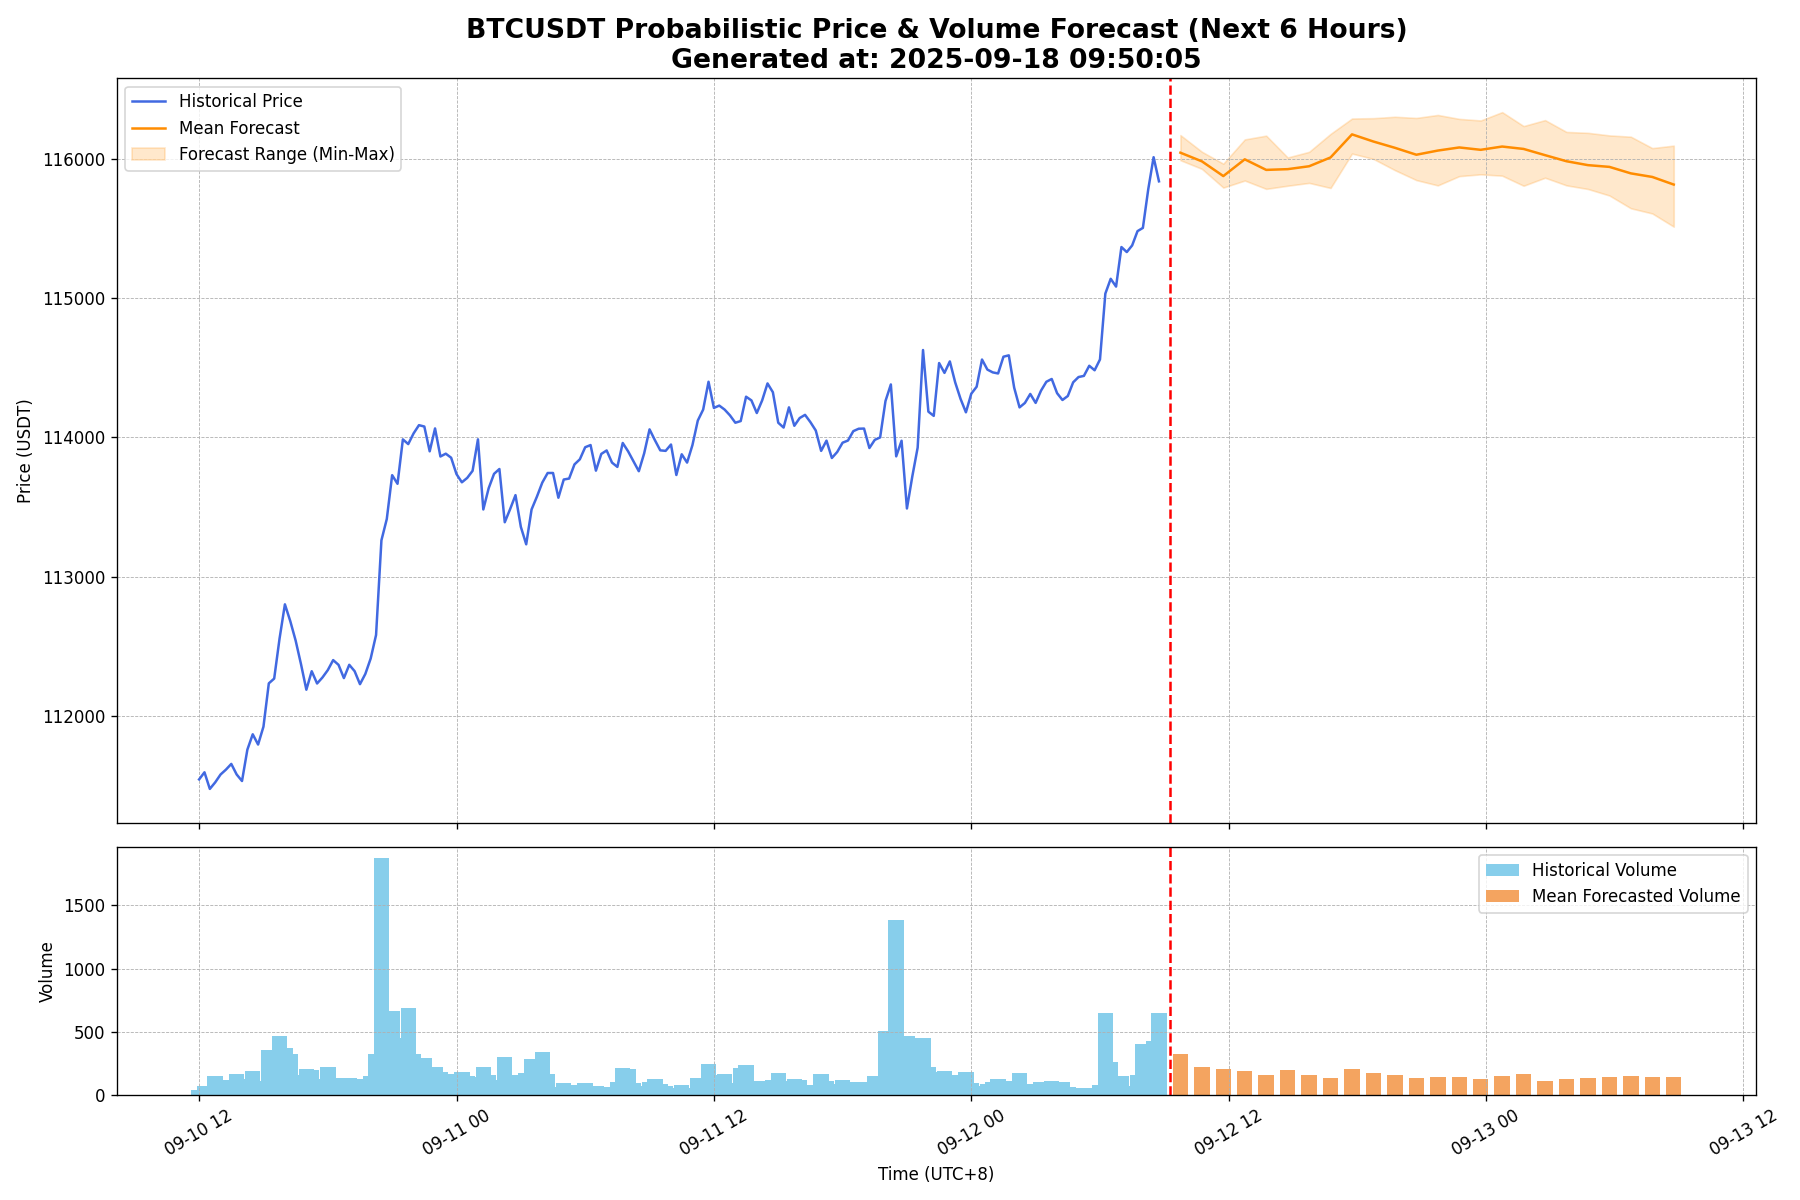 BTCUSDT Probabilistic Price & Volume Forecast (Next 6 Hours)
Generated at: 2025-09-18 09:50:05
Historical Price
Mean Forecast
Forecast Range (Min-Max)
Price (USDT)
116000
115000
114000
113000
112000
Historical Volume
Mean Forecasted Volume
Volume
1500
1000
500
0
09-10 12
09-11 00
09-11 12
09-12 00
09-12 12
09-13 00
09-13 12
Time (UTC+8)